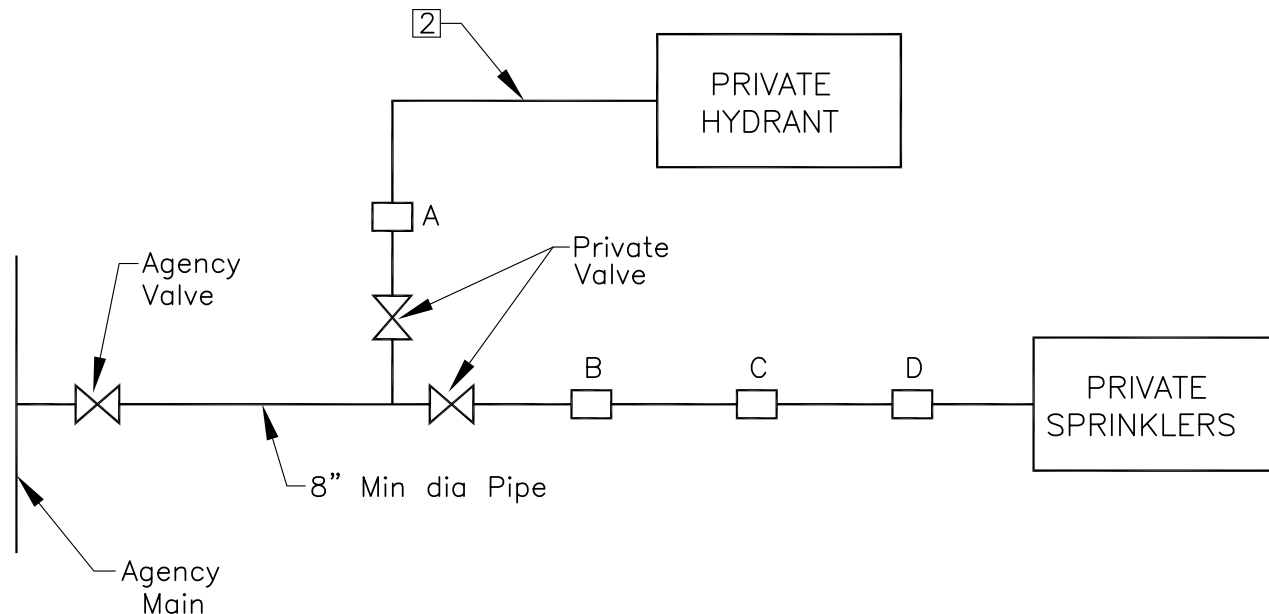 2
PRIVATE
HYDRANT
A
Agency
Valve
Private
Valve
B
C
D
PRIVATE
SPRINKLERS
8” Min dia Pipe
Agency
Main